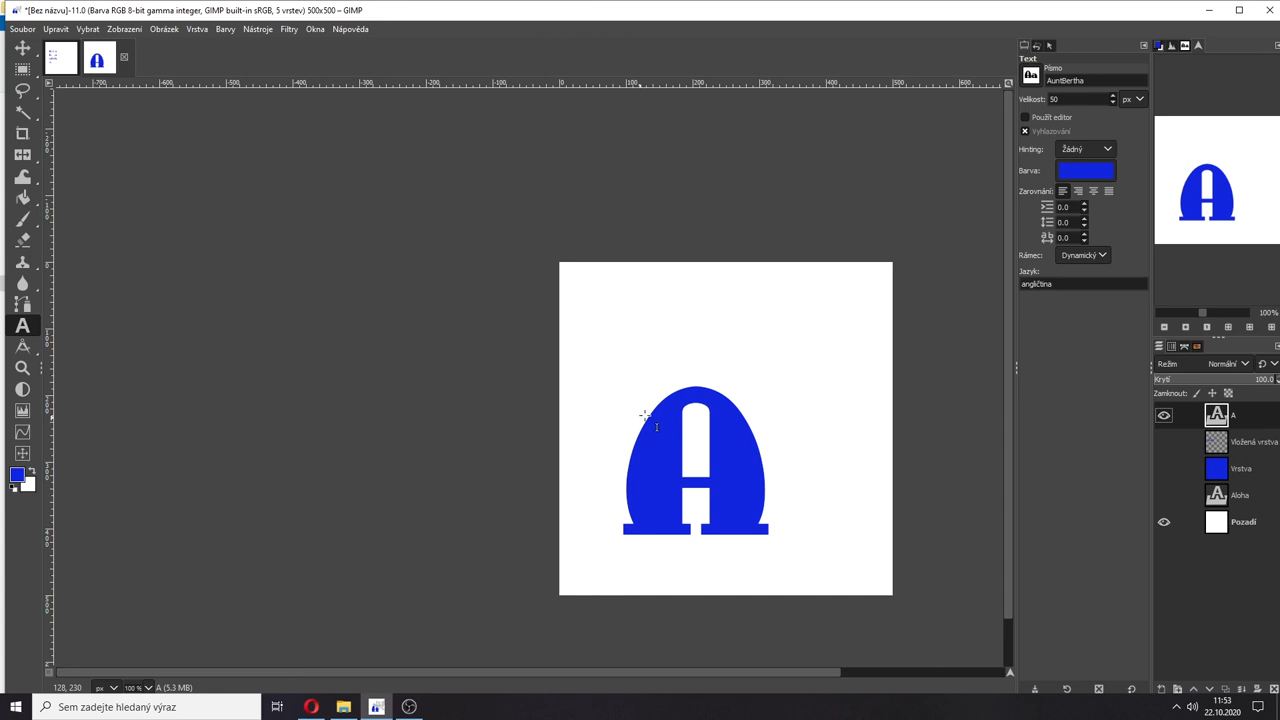 *[Bez názvu]-11.0 (Barva RGB 8-bit gamma integer, GIMP built-in sRGB, 5 vrstev) 500x500 – GIMP
Soubor Upravit Vybrat Zobrazení Obrázek Vrstva Barvy Nástroje Filtry Okna Nápověda
Text
Písmo
AuntBertha
Velikost: 50 px
Použít editor
Vyhlazování
Hinting: Žádný
Barva:
Zarovnání:
0.0
0.0
0.0
Rámec: Dynamický
Jazyk:
angličtina
A
100%
Režim Normální
Krytí 100.0
Zamknout:
A
Vložená vrstva
Vrstva
Aloha
Pozadí
128, 230 px 100 % A (5.3 MB)
Sem zadejte hledaný výraz
11:53
22.10.2020